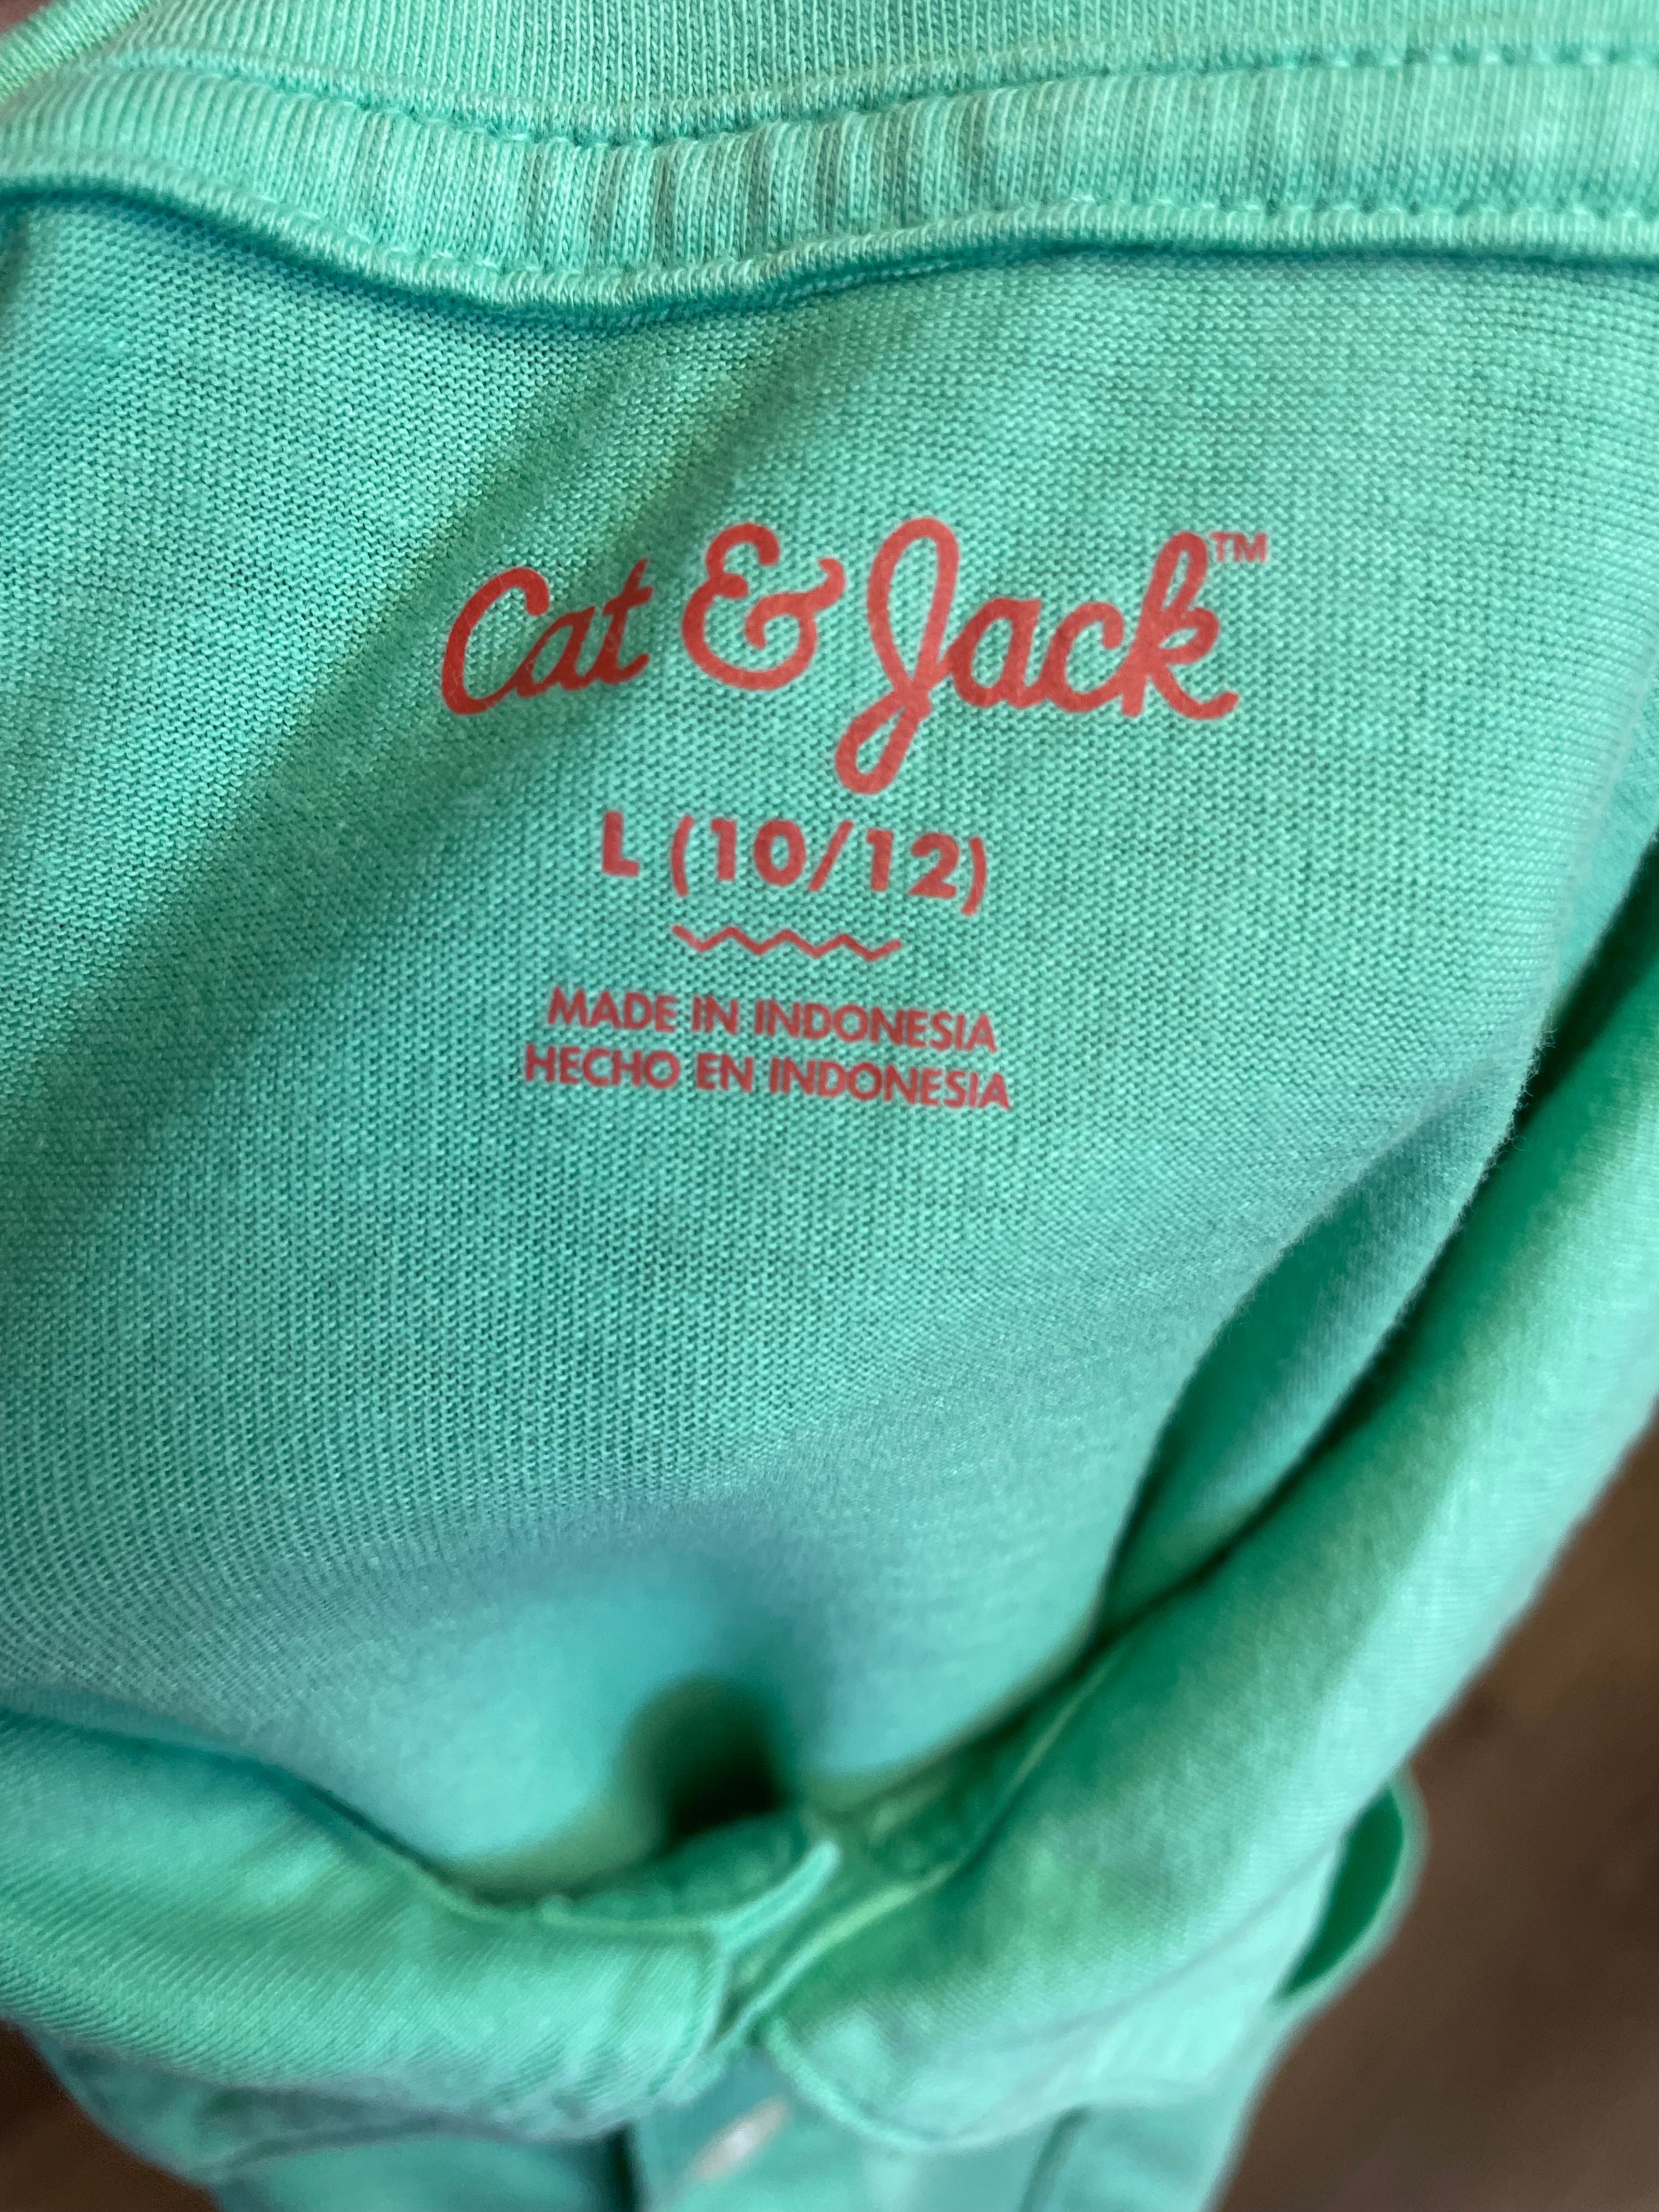 Cat & Jack™
L (10/12)
MADE IN INDONESIA
HECHO EN INDONESIA